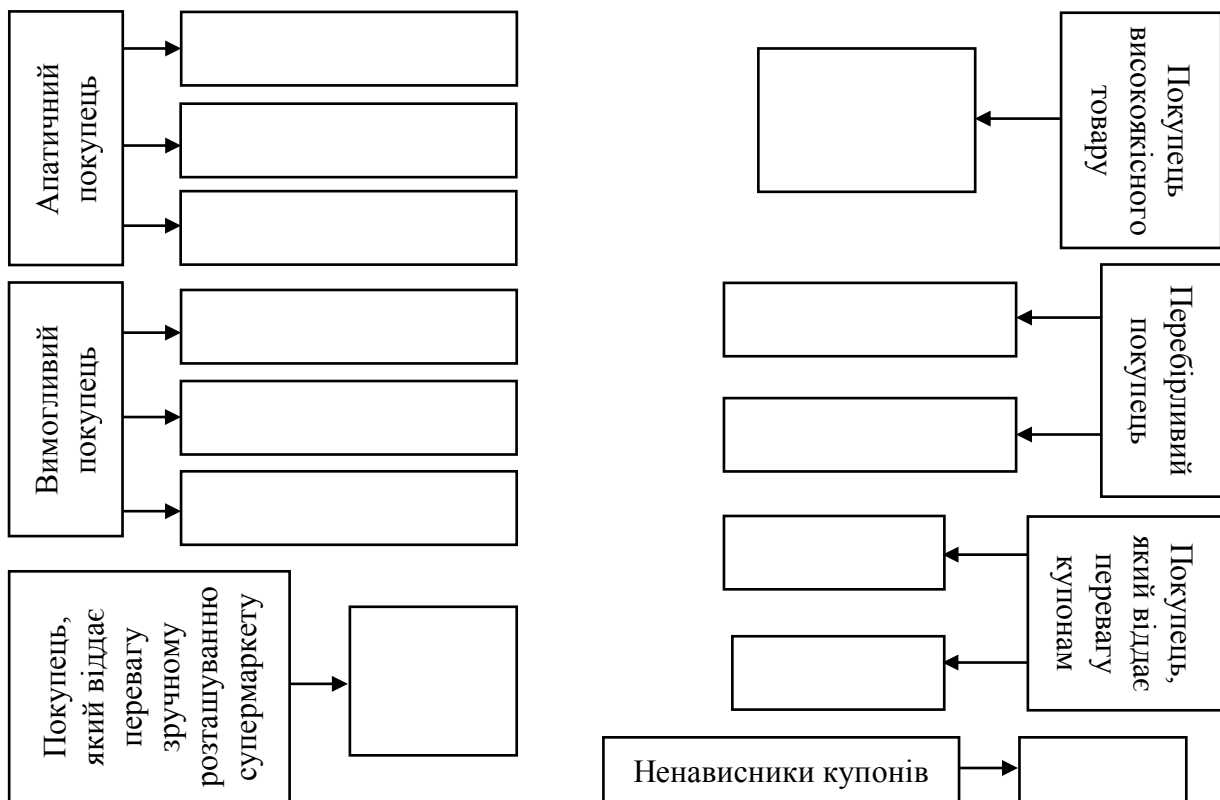 Апатичний
покупець
Вимогливий
покупець
Покупець,
який віддає
перевагу
зручному
розташуванню
супермаркету
Покупець
високоякісного
товару
Перебірливий
покупець
Покупець,
який віддає
перевагу
купонам
Ненависники купонів